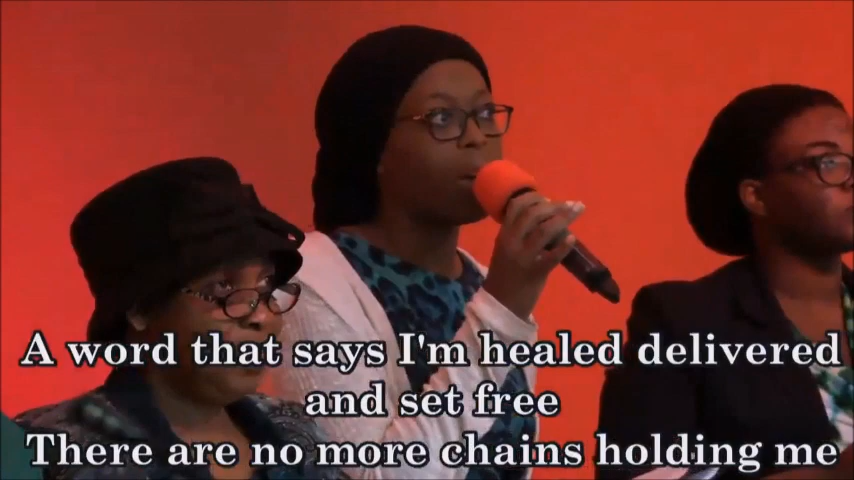 A word that says I'm healed delivered
and set free
There are no more chains holding me